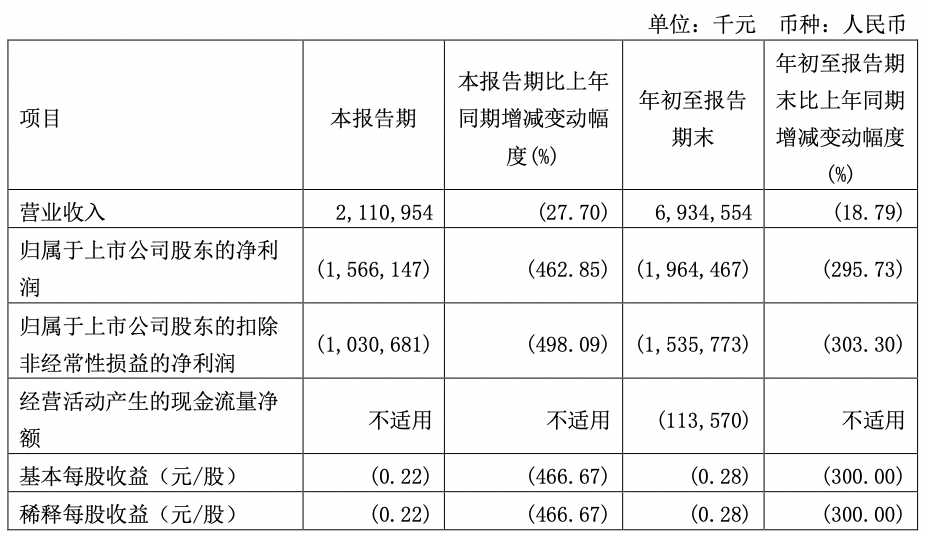 单位：千元 币种：人民币
项目 本报告期 本报告期比上年同期增减变动幅度(%) 年初至报告期末 年初至报告期末比上年同期增减变动幅度(%)
营业收入 2,110,954 (27.70) 6,934,554 (18.79)
归属于上市公司股东的净利润 (1,566,147) (462.85) (1,964,467) (295.73)
归属于上市公司股东的扣除非经常性损益的净利润 (1,030,681) (498.09) (1,535,773) (303.30)
经营活动产生的现金流量净额 不适用 不适用 (113,570) 不适用
基本每股收益（元/股） (0.22) (466.67) (0.28) (300.00)
稀释每股收益（元/股） (0.22) (466.67) (0.28) (300.00)